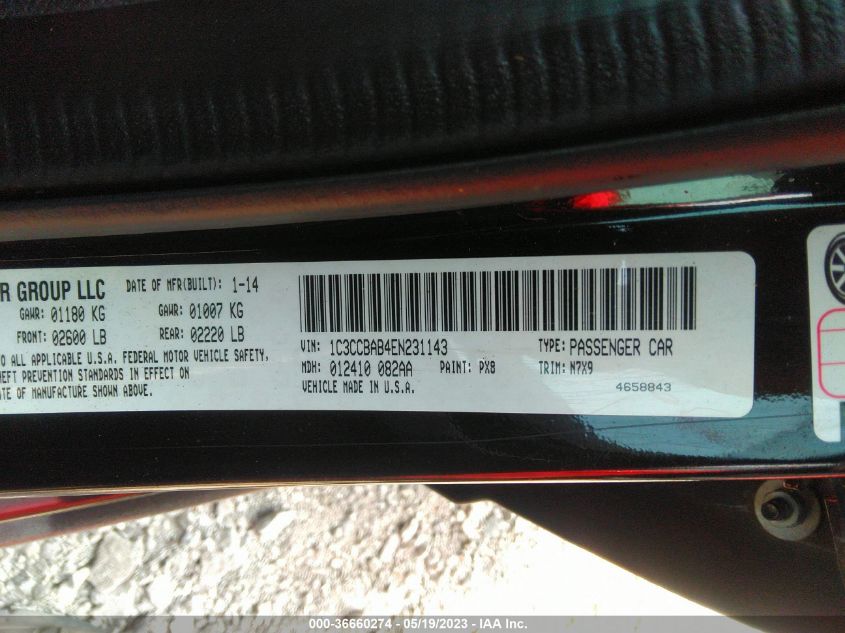 R GROUP LLC DATE OF MFR(BUILT): 1-14
GAWR: 01180 KG GAWR: 01007 KG
FRONT: 02600 LB REAR: 02220 LB
O ALL APPLICABLE U.S.A. FEDERAL MOTOR VEHICLE SAFETY,
HEFT PREVENTION STANDARDS IN EFFECT ON
ATE OF MANUFACTURE SHOWN ABOVE.
VIN: 1C3CCBAB4EN231143 TYPE: PASSENGER CAR
MDH: 012410 082AA PAINT: PX8 TRIM: N7X9
VEHICLE MADE IN U.S.A. 4658843
000-36660274 - 05/19/2023 - IAA Inc.